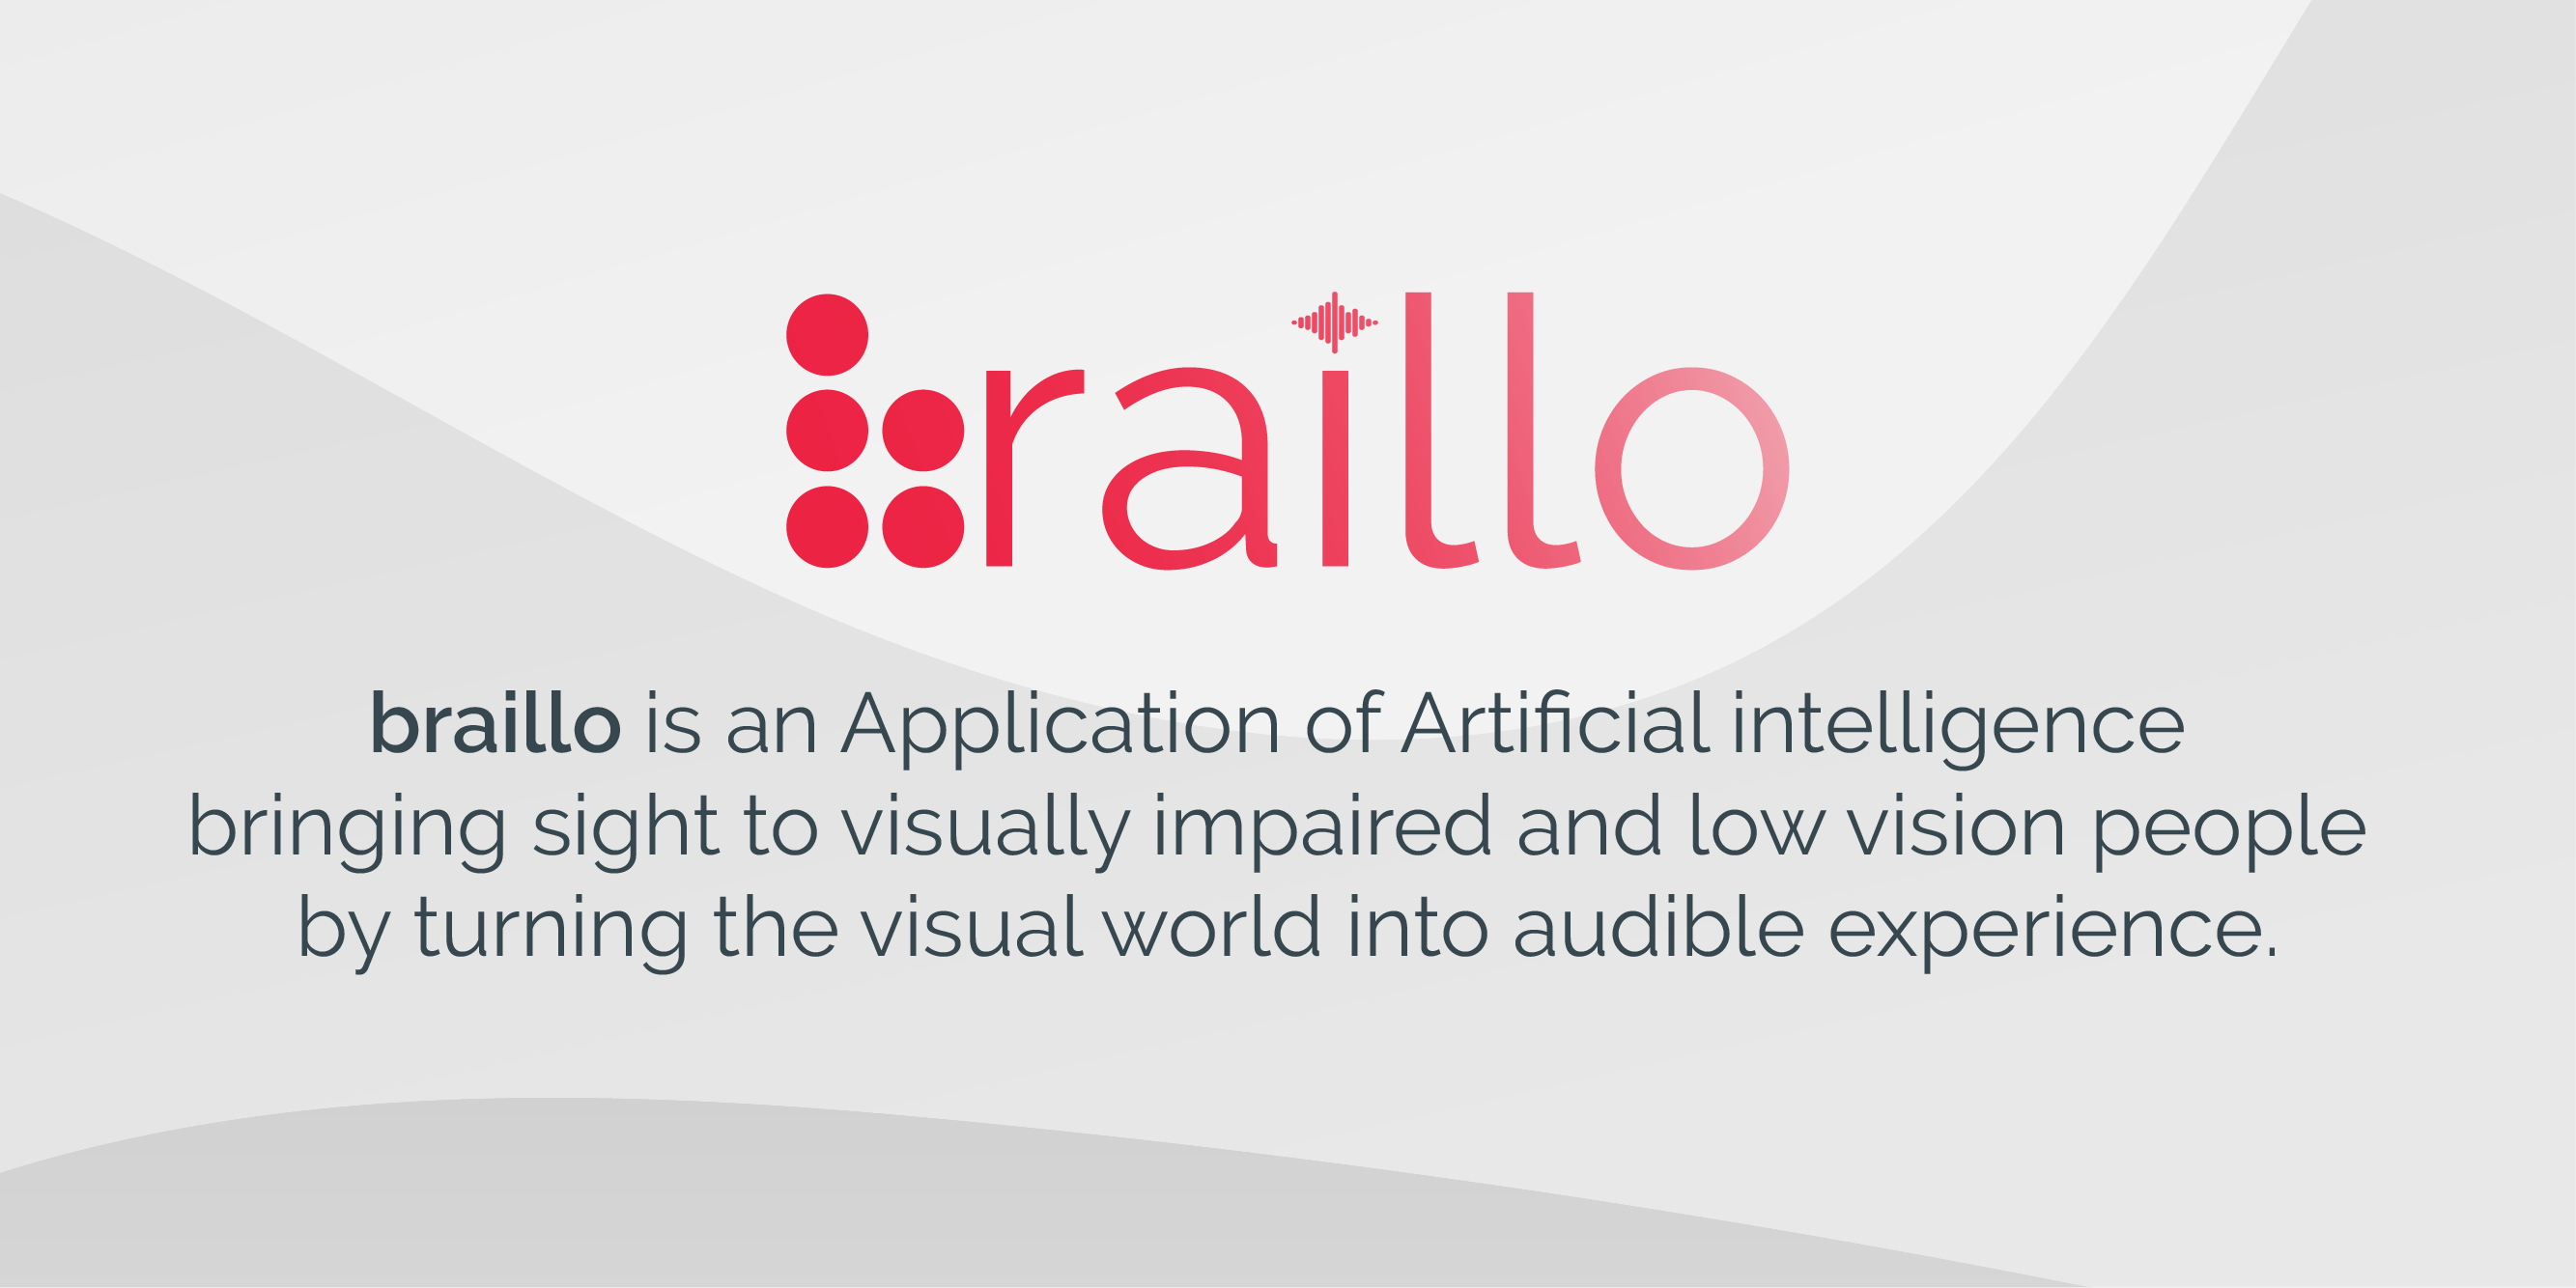 braillo
braillo is an Application of Artificial intelligence
bringing sight to visually impaired and low vision people
by turning the visual world into audible experience.